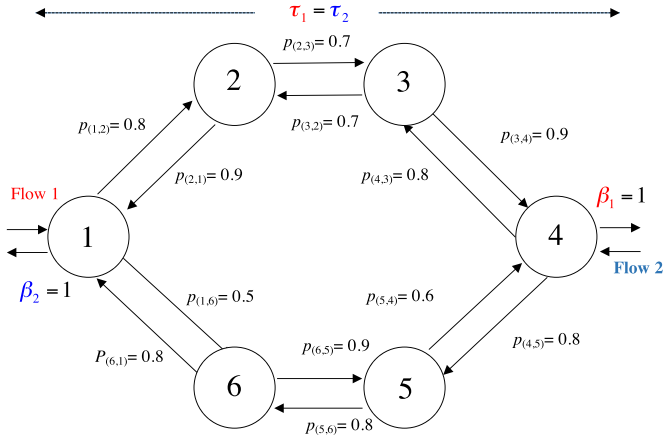 τ₁ = τ₂
p(2,3)= 0.7
2
3
p(3,2)= 0.7
p(1,2)= 0.8
p(3,4)= 0.9
p(2,1)= 0.9
p(4,3)= 0.8
Flow 1
β₁ = 1
1
4
Flow 2
β₂ = 1
p(1,6)= 0.5
p(5,4)= 0.6
P(6,1)= 0.8
p(6,5)= 0.9
p(4,5)= 0.8
6
5
p(5,6)= 0.8